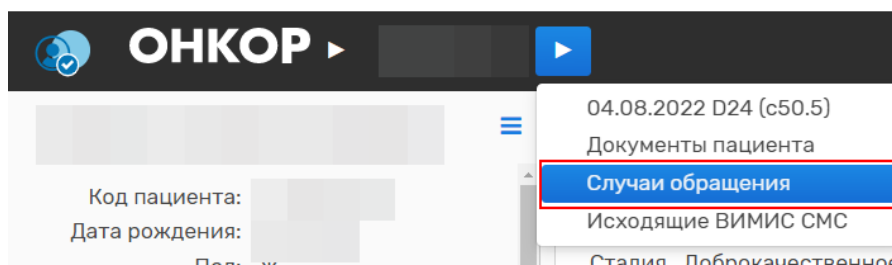 ОНКОР
04.08.2022 D24 (c50.5)
Документы пациента
Случаи обращения
Исходящие ВИМИС СМС
Код пациента:
Дата рождения:
Пол: ж
Стадия Доброкачественное